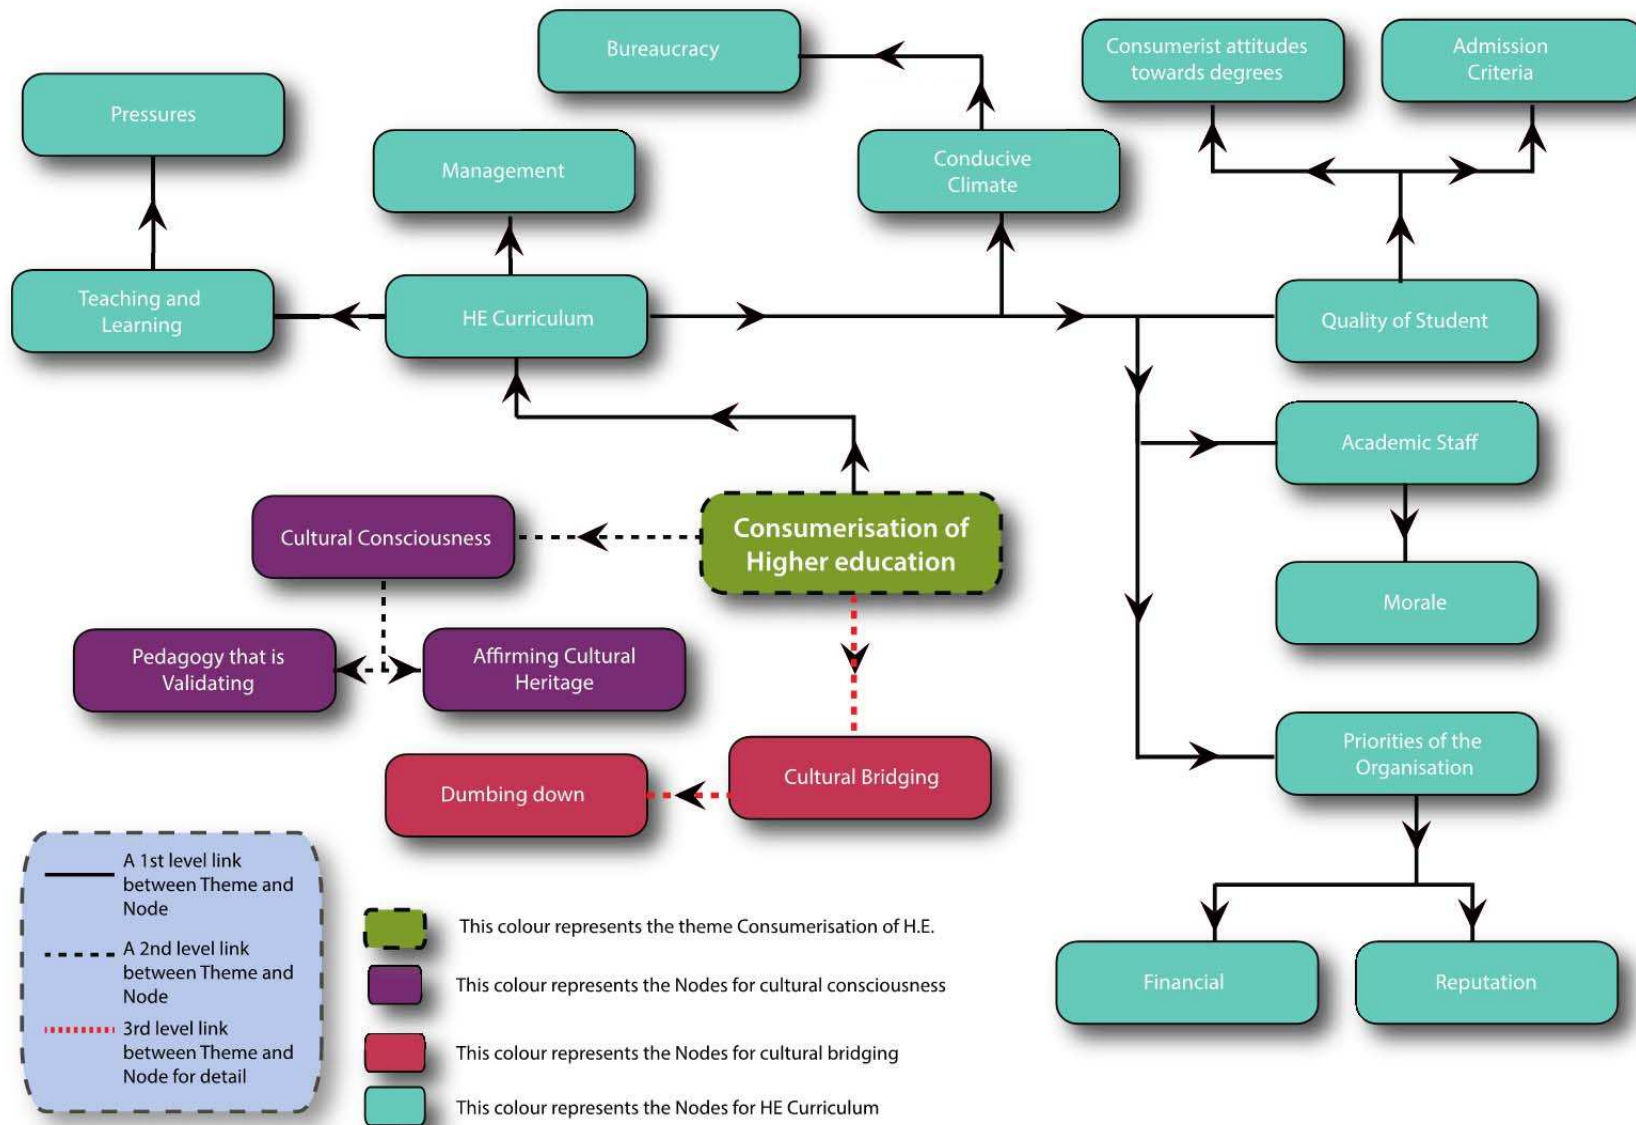 Bureaucracy
Consumerist attitudes
towards degrees
Admission
Criteria
Pressures
Management
Conducive
Climate
Teaching and
Learning
HE Curriculum
Quality of Student
Academic Staff
Cultural Consciousness
Consumerisation of
Higher education
Morale
Pedagogy that is
Validating
Affirming Cultural
Heritage
Priorities of the
Organisation
Dumbing down
Cultural Bridging
Financial
Reputation
A 1st level link
between Theme and
Node
A 2nd level link
between Theme and
Node
3rd level link
between Theme and
Node for detail
This colour represents the theme Consumerisation of H.E.
This colour represents the Nodes for cultural consciousness
This colour represents the Nodes for cultural bridging
This colour represents the Nodes for HE Curriculum